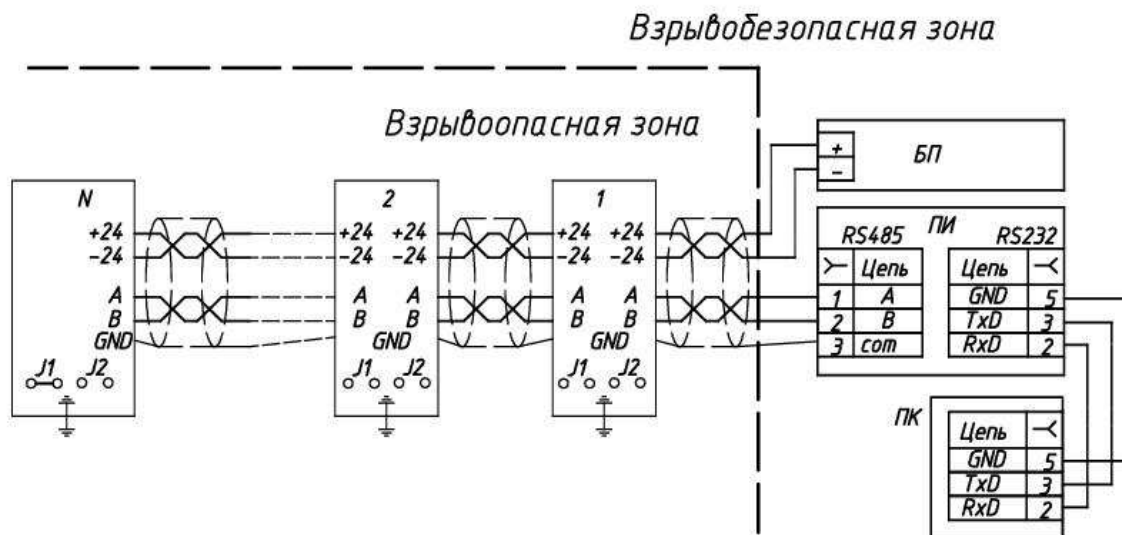 Взрывобезопасная зона
Взрывоопасная зона
N
+24
-24
A
B
GND
J1 J2
2
+24 +24
-24 -24
A A
B B
GND
J1 J2
1
+24 +24
-24 -24
A A
B B
GND
J1 J2
БП
+
-
ПИ
RS485
Цепь
1 A
2 B
3 com
RS232
Цепь
GND 5
TxD 3
RxD 2
ПК
Цепь
GND 5
TxD 3
RxD 2